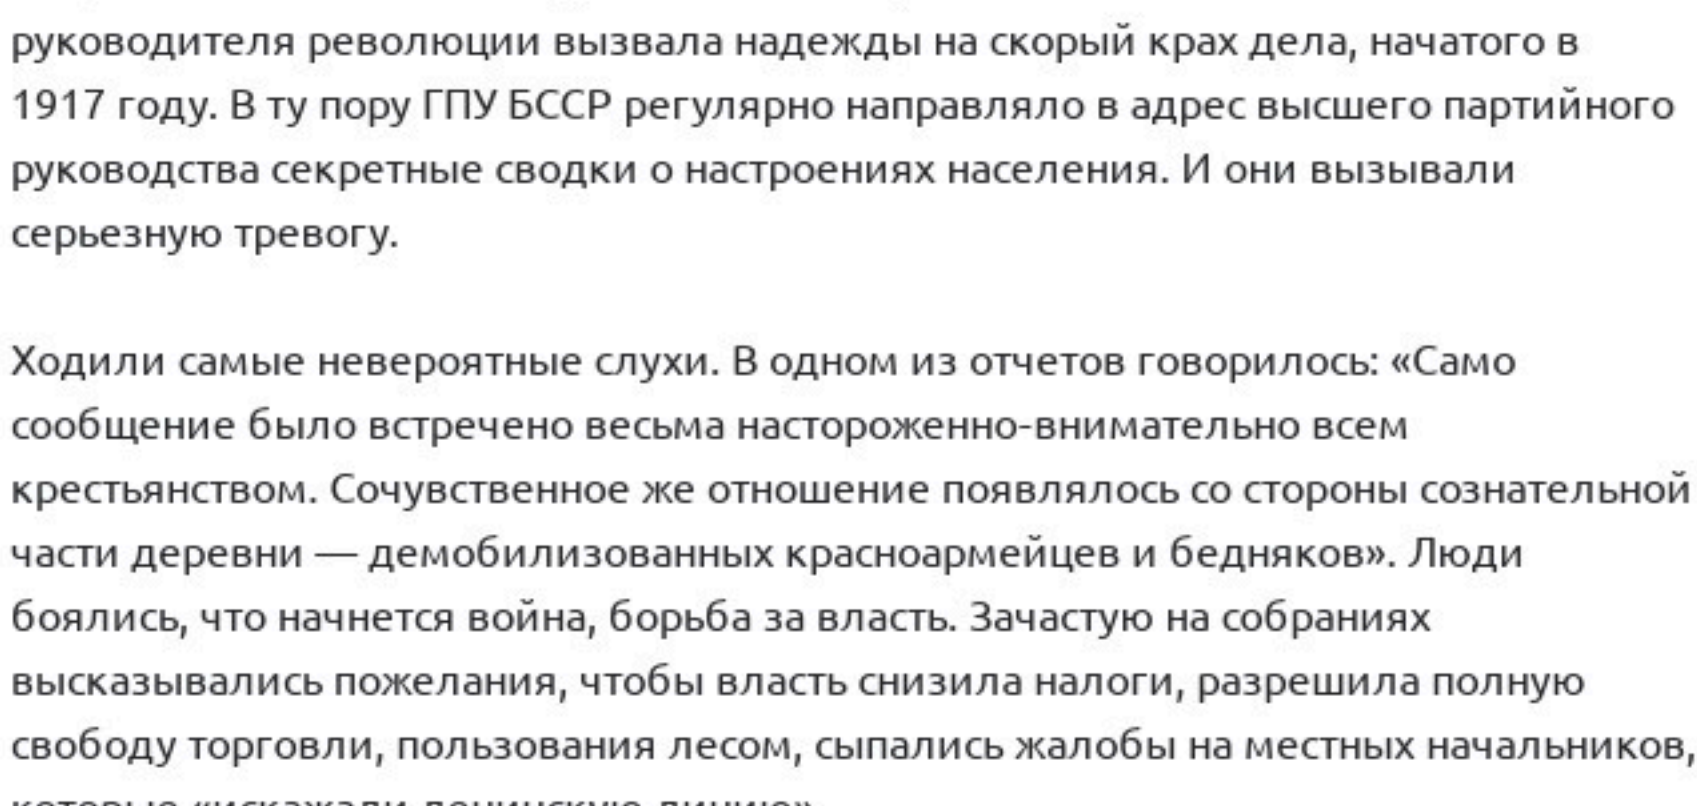 руководителя революции вызвала надежды на скорый крах дела, начатого в
1917 году. В ту пору ГПУ БССР регулярно направляло в адрес высшего партийного
руководства секретные сводки о настроениях населения. И они вызывали
серьезную тревогу.
Ходили самые невероятные слухи. В одном из отчетов говорилось: «Само
сообщение было встречено весьма настороженно-внимательно всем
крестьянством. Сочувственное же отношение появлялось со стороны сознательной
части деревни — демобилизованных красноармейцев и бедняков». Люди
боялись, что начнется война, борьба за власть. Зачастую на собраниях
высказывались пожелания, чтобы власть снизила налоги, разрешила полную
свободу торговли, пользования лесом, сыпались жалобы на местных начальников,
которые «искажали ленинскую линию»